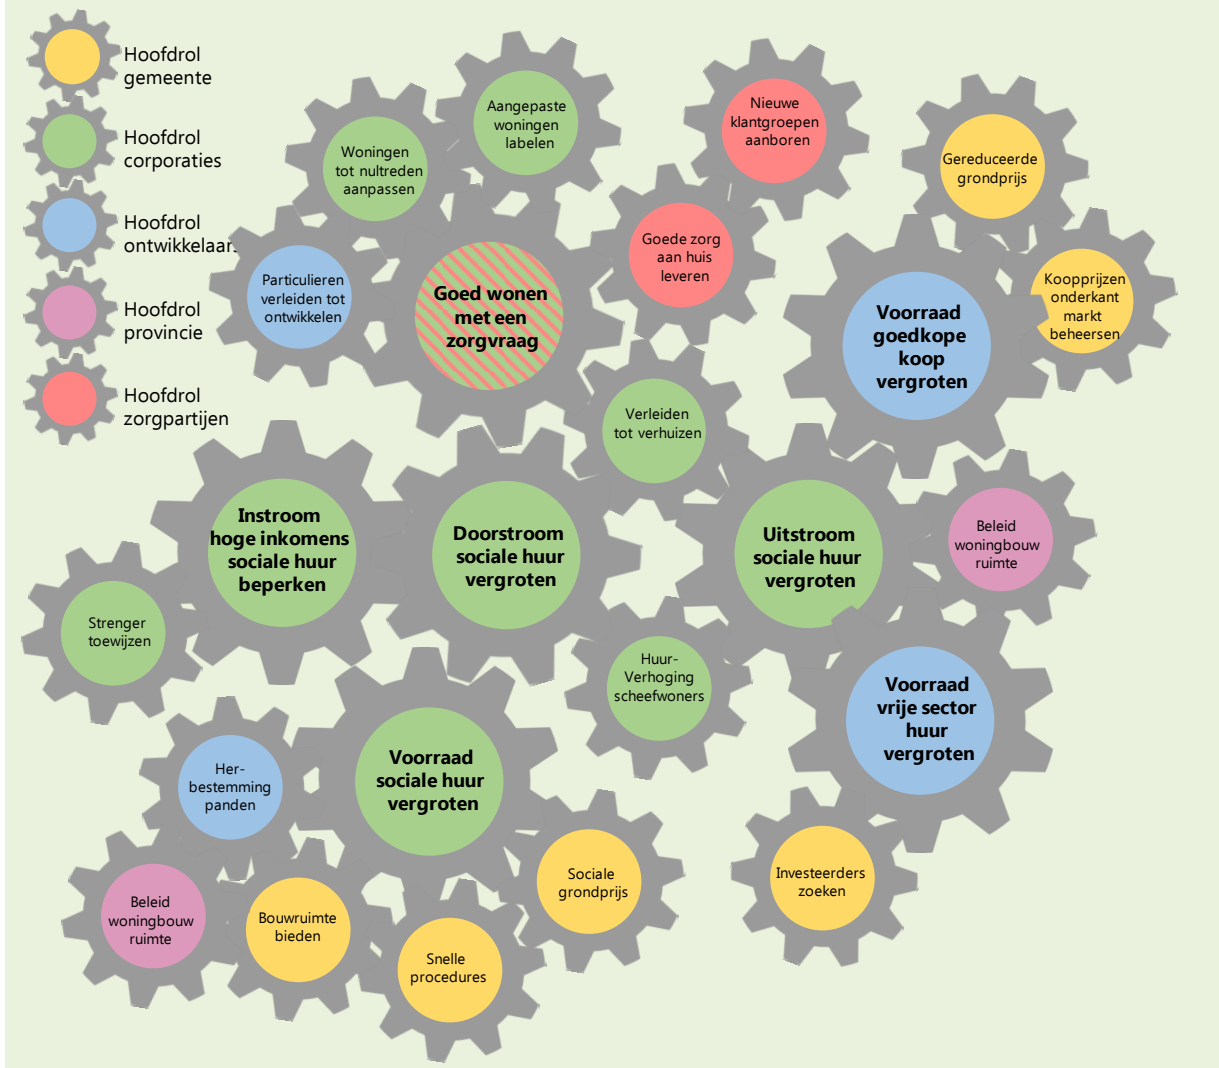 Hoofdrol
gemeente
Hoofdrol
corporaties
Hoofdrol
ontwikkelaars
Hoofdrol
provincie
Hoofdrol
zorgpartijen
Aangepaste
woningen
labelen
Woningen
tot nultreden
aanpassen
Nieuwe
klantgroepen
aanboren
Gereduceerde
grondprijs
Particulieren
verleiden tot
ontwikkelen
Goed wonen
met een
zorgvraag
Goede zorg
aan huis
leveren
Voorraad
goedkope
koop
vergroten
Koopprijzen
onderkant
markt
beheersen
Verleiden
tot verhuizen
Instroom
hoge inkomens
sociale huur
beperken
Doorstroom
sociale huur
vergroten
Uitstroom
sociale huur
vergroten
Beleid
woningbouw
ruimte
Strenger
toewijzen
Huur-
Verhoging
scheefwoners
Voorraad
vrije sector
huur
vergroten
Her-
bestemming
panden
Voorraad
sociale huur
vergroten
Sociale
grondprijs
Investeerders
zoeken
Beleid
woningbouw
ruimte
Bouwruimte
bieden
Snelle
procedures